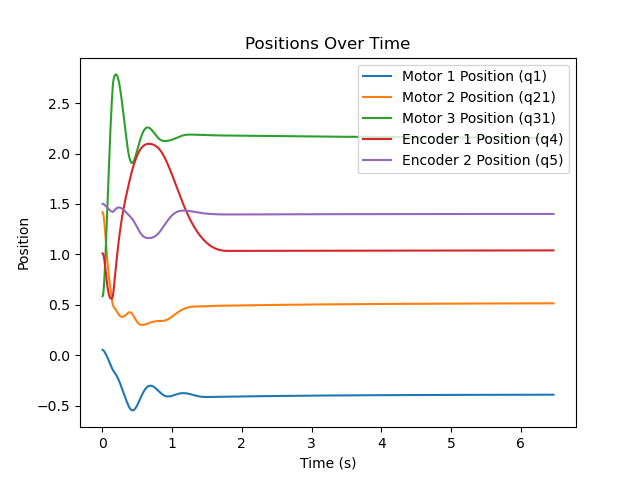 Positions Over Time
Motor 1 Position (q1)
Motor 2 Position (q21)
Motor 3 Position (q31)
Encoder 1 Position (q4)
Encoder 2 Position (q5)
Position
2.5
2.0
1.5
1.0
0.5
0.0
−0.5
0 1 2 3 4 5 6
Time (s)